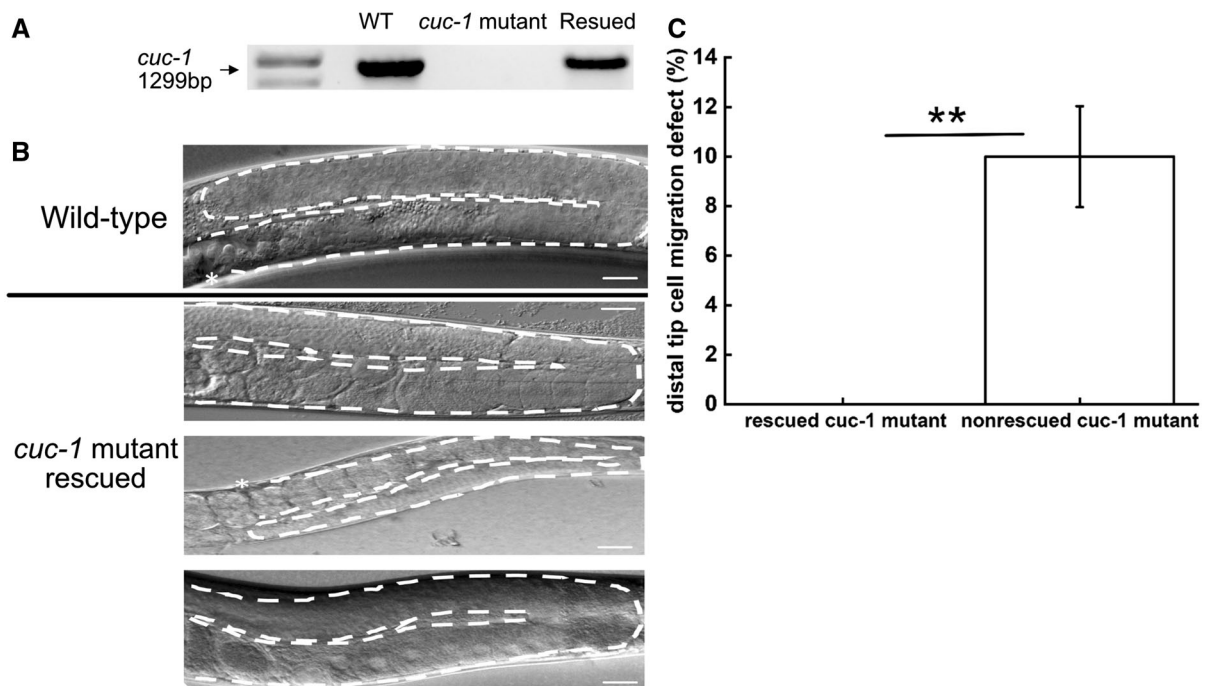 A
WT cuc-1 mutant Resued
cuc-1
1299bp
B
Wild-type
*
cuc-1 mutant
rescued
*
C
distal tip cell migration defect (%)
14
12
10
8
6
4
2
0
**
rescued cuc-1 mutant nonrescued cuc-1 mutant